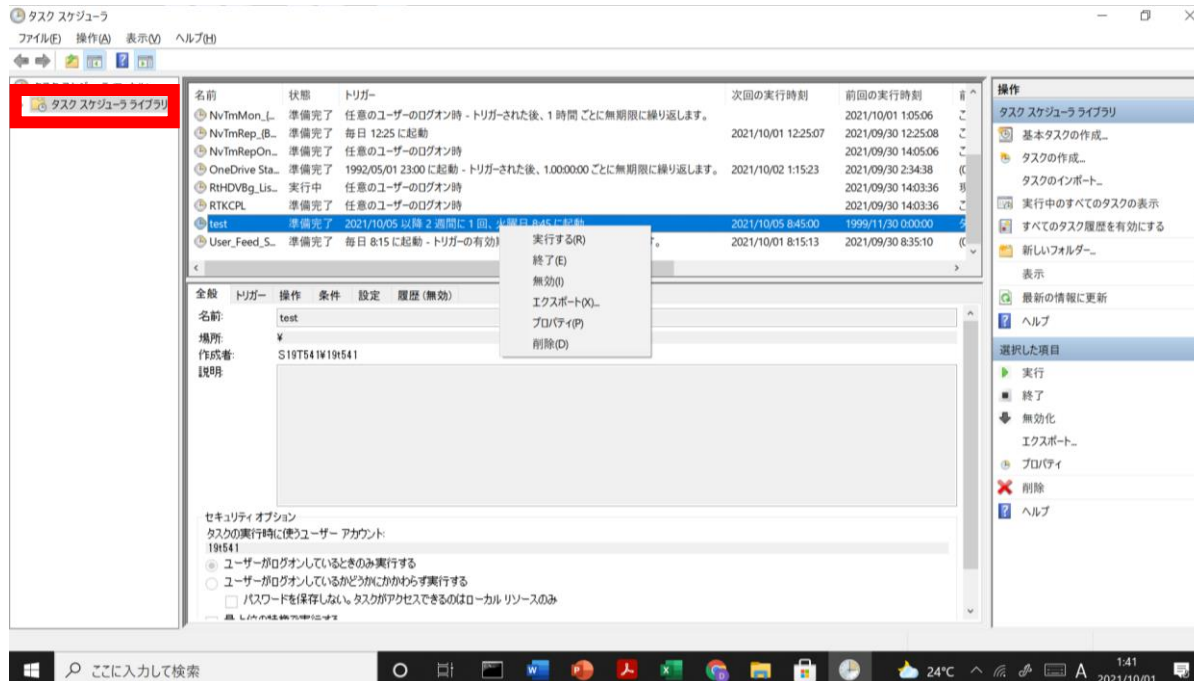 タスク スケジューラ
ファイル(F) 操作(A) 表示(V) ヘルプ(H)
タスク スケジューラ ライブラリ
名前 状態 トリガー 次回の実行時刻 前回の実行時刻
NvTmMon_{... 準備完了 任意のユーザーのログオン時 - トリガーされた後、1 時間 ごとに無期限に繰り返します。 2021/10/01 1:05:06
NvTmRep_{B... 準備完了 毎日 12:25 に起動 2021/10/01 12:25:07 2021/09/30 12:25:08
NvTmRepOn... 準備完了 任意のユーザーのログオン時 2021/09/30 14:05:06
OneDrive Sta... 準備完了 1992/05/01 23:00 に起動 - トリガーされた後、1.00:00:00 ごとに無期限に繰り返します。 2021/10/02 1:15:23 2021/09/30 2:34:38
RtHDVBg_Lis... 実行中 任意のユーザーのログオン時 2021/09/30 14:03:36
RTKCPL 準備完了 任意のユーザーのログオン時 2021/09/30 14:03:36
test 準備完了 2021/10/05 以降 2 週間に 1 回、火曜日 8:45 に起動 2021/10/05 8:45:00 1999/11/30 0:00:00
User_Feed_S... 準備完了 毎日 8:15 に起動 - トリガーの有効 す。 2021/10/01 8:15:13 2021/09/30 8:35:10
実行する(R)
終了(E)
無効(I)
エクスポート(X)...
プロパティ(P)
削除(D)
全般 トリガー 操作 条件 設定 履歴 (無効)
名前: test
場所: ¥
作成者: S19T541¥19t541
説明:
セキュリティ オプション
タスクの実行時に使うユーザー アカウント:
19t541
ユーザーがログオンしているときのみ実行する
ユーザーがログオンしているかどうかにかかわらず実行する
パスワードを保存しない。タスクがアクセスできるのはローカル リソースのみ
操作
タスク スケジューラ ライブラリ
基本タスクの作成...
タスクの作成...
タスクのインポート...
実行中のすべてのタスクの表示
すべてのタスク履歴を有効にする
新しいフォルダー...
表示
最新の情報に更新
ヘルプ
選択した項目
実行
終了
無効化
エクスポート...
プロパティ
削除
ヘルプ
ここに入力して検索
24°C A 1:41
2021/10/01